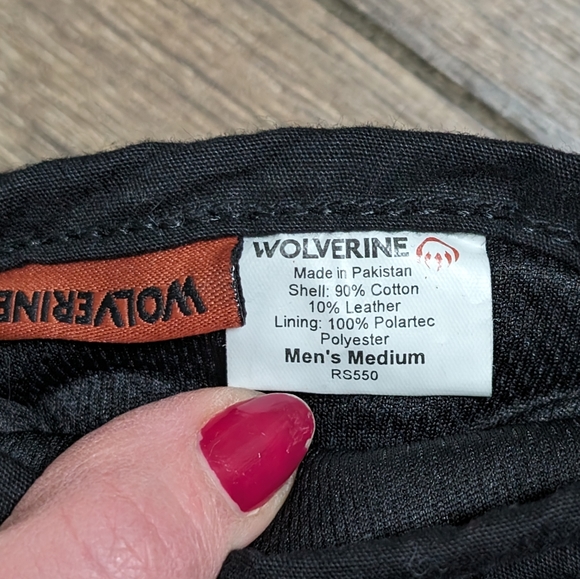 WOLVERINE
Made in Pakistan
Shell: 90% Cotton
10% Leather
Lining: 100% Polartec
Polyester
Men's Medium
RS550
WOLVERINE